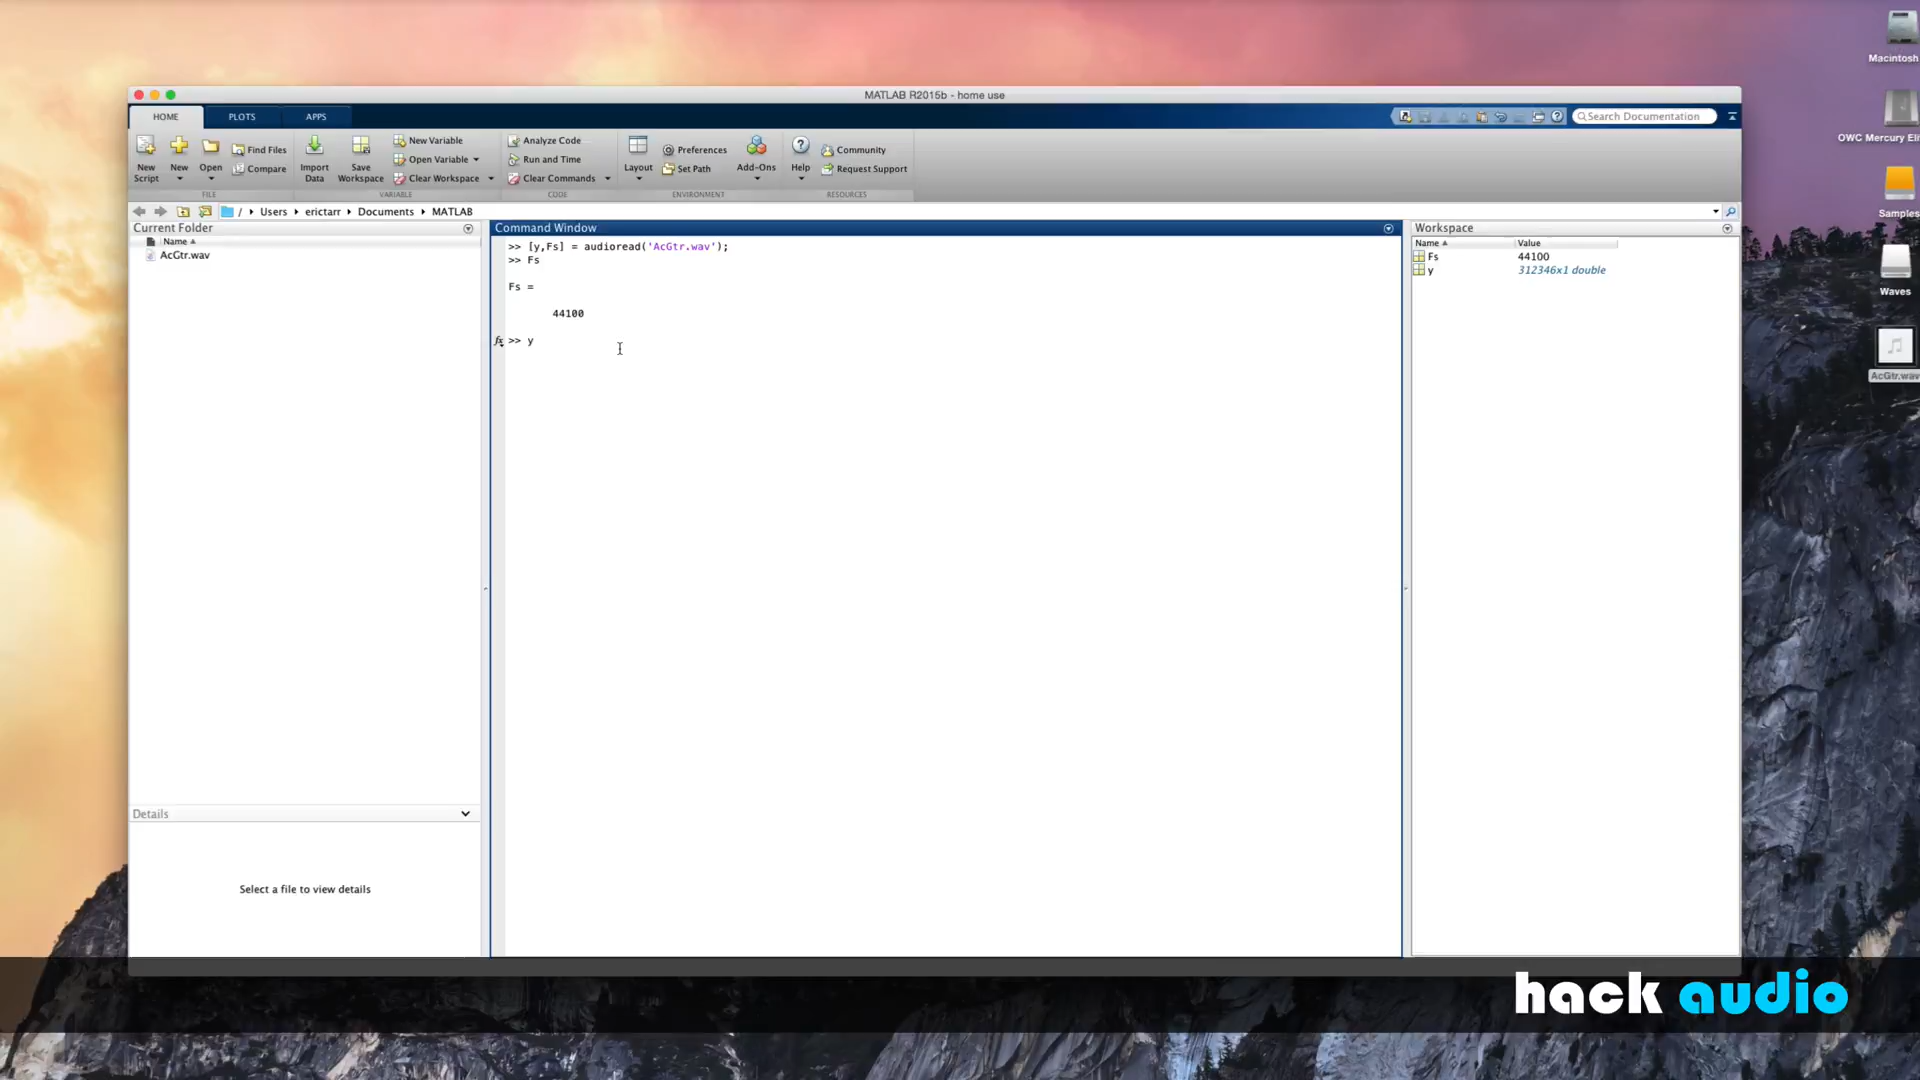 Macintosh
MATLAB R2015b - home use
HOME
PLOTS
APPS
Search Documentation
New Script
New
Open
Find Files
Compare
Import Data
Save Workspace
New Variable
Open Variable
Clear Workspace
Analyze Code
Run and Time
Clear Commands
Layout
Preferences
Set Path
Add-Ons
Help
Community
Request Support
FILE
VARIABLE
CODE
ENVIRONMENT
RESOURCES
OWC Mercury Eli
Samples
/ Users erictarr Documents MATLAB
Current Folder
Name
AcGtr.wav
Command Window
>> [y,Fs] = audioread('AcGtr.wav');
>> Fs
Fs =
44100
fx >> y
Workspace
Name Value
Fs 44100
y 312346x1 double
Waves
AcGtr.wav
Details
Select a file to view details
hack audio